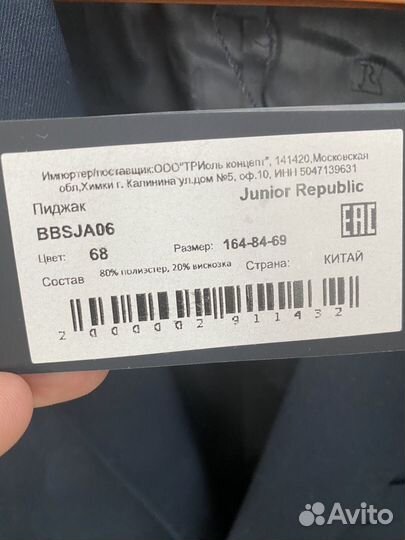 Импортер/поставщик:ООО"ТРИоль концепт", 141420,Московская
обл,Химки г. Калинина ул.дом №5, оф.10, ИНН 5047139631
Junior Republic
Пиджак
BBSJA06
EAC
Цвет: 68 Размер: 164-84-69
Состав 80% полиэстер, 20% вискозка Страна: КИТАЙ
2000002911432
R
Avito